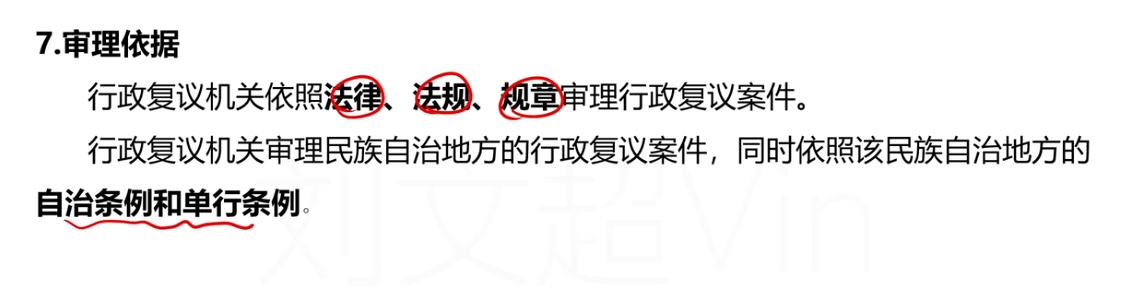 7.审理依据
行政复议机关依照法律、法规、规章审理行政复议案件。
行政复议机关审理民族自治地方的行政复议案件，同时依照该民族自治地方的
自治条例和单行条例。
刘文超Vin